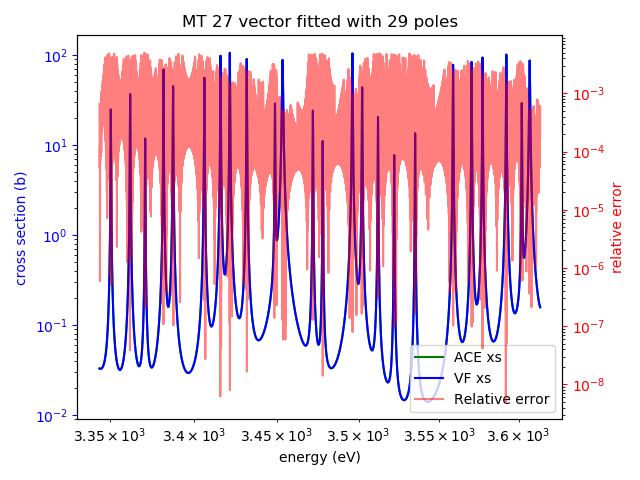 MT 27 vector fitted with 29 poles
cross section (b)
10²
10¹
10⁰
10⁻¹
10⁻²
relative error
10⁻³
10⁻⁴
10⁻⁵
10⁻⁶
10⁻⁷
10⁻⁸
ACE xs
VF xs
Relative error
3.35 × 10³ 3.4 × 10³ 3.45 × 10³ 3.5 × 10³ 3.55 × 10³ 3.6 × 10³
energy (eV)